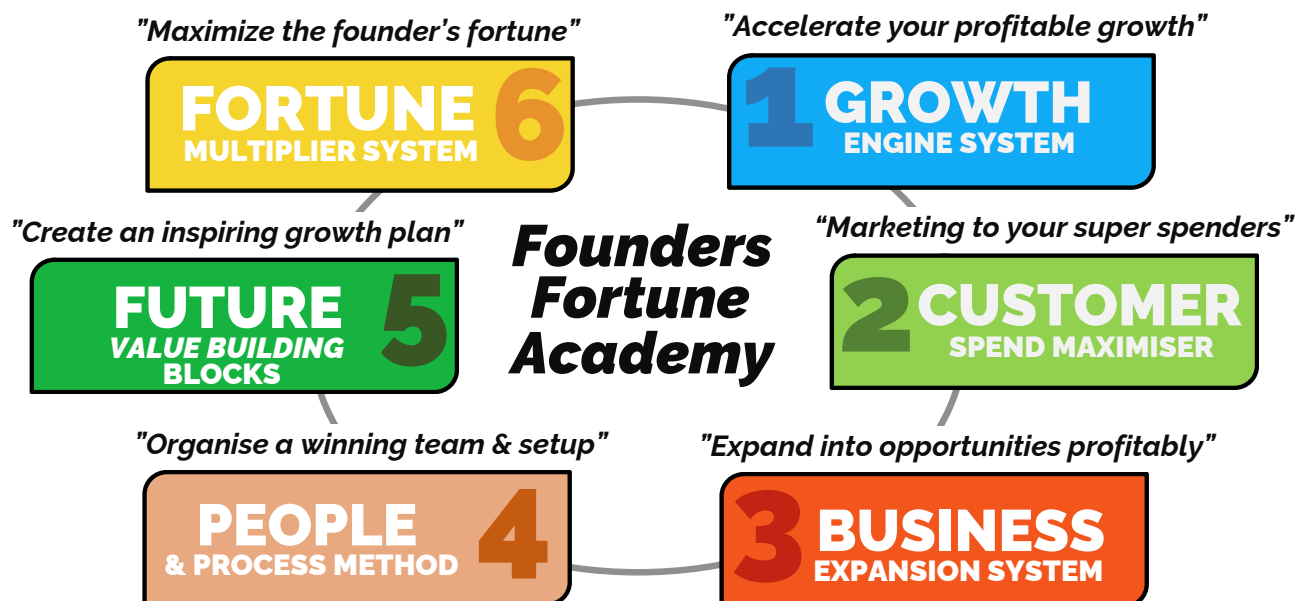 ”Maximize the founder’s fortune”
FORTUNE 6
MULTIPLIER SYSTEM
”Accelerate your profitable growth”
1 GROWTH
ENGINE SYSTEM
”Create an inspiring growth plan”
FUTURE 5
VALUE BUILDING
BLOCKS
Founders
Fortune
Academy
“Marketing to your super spenders”
2 CUSTOMER
SPEND MAXIMISER
”Organise a winning team & setup”
PEOPLE 4
& PROCESS METHOD
”Expand into opportunities profitably”
3 BUSINESS
EXPANSION SYSTEM